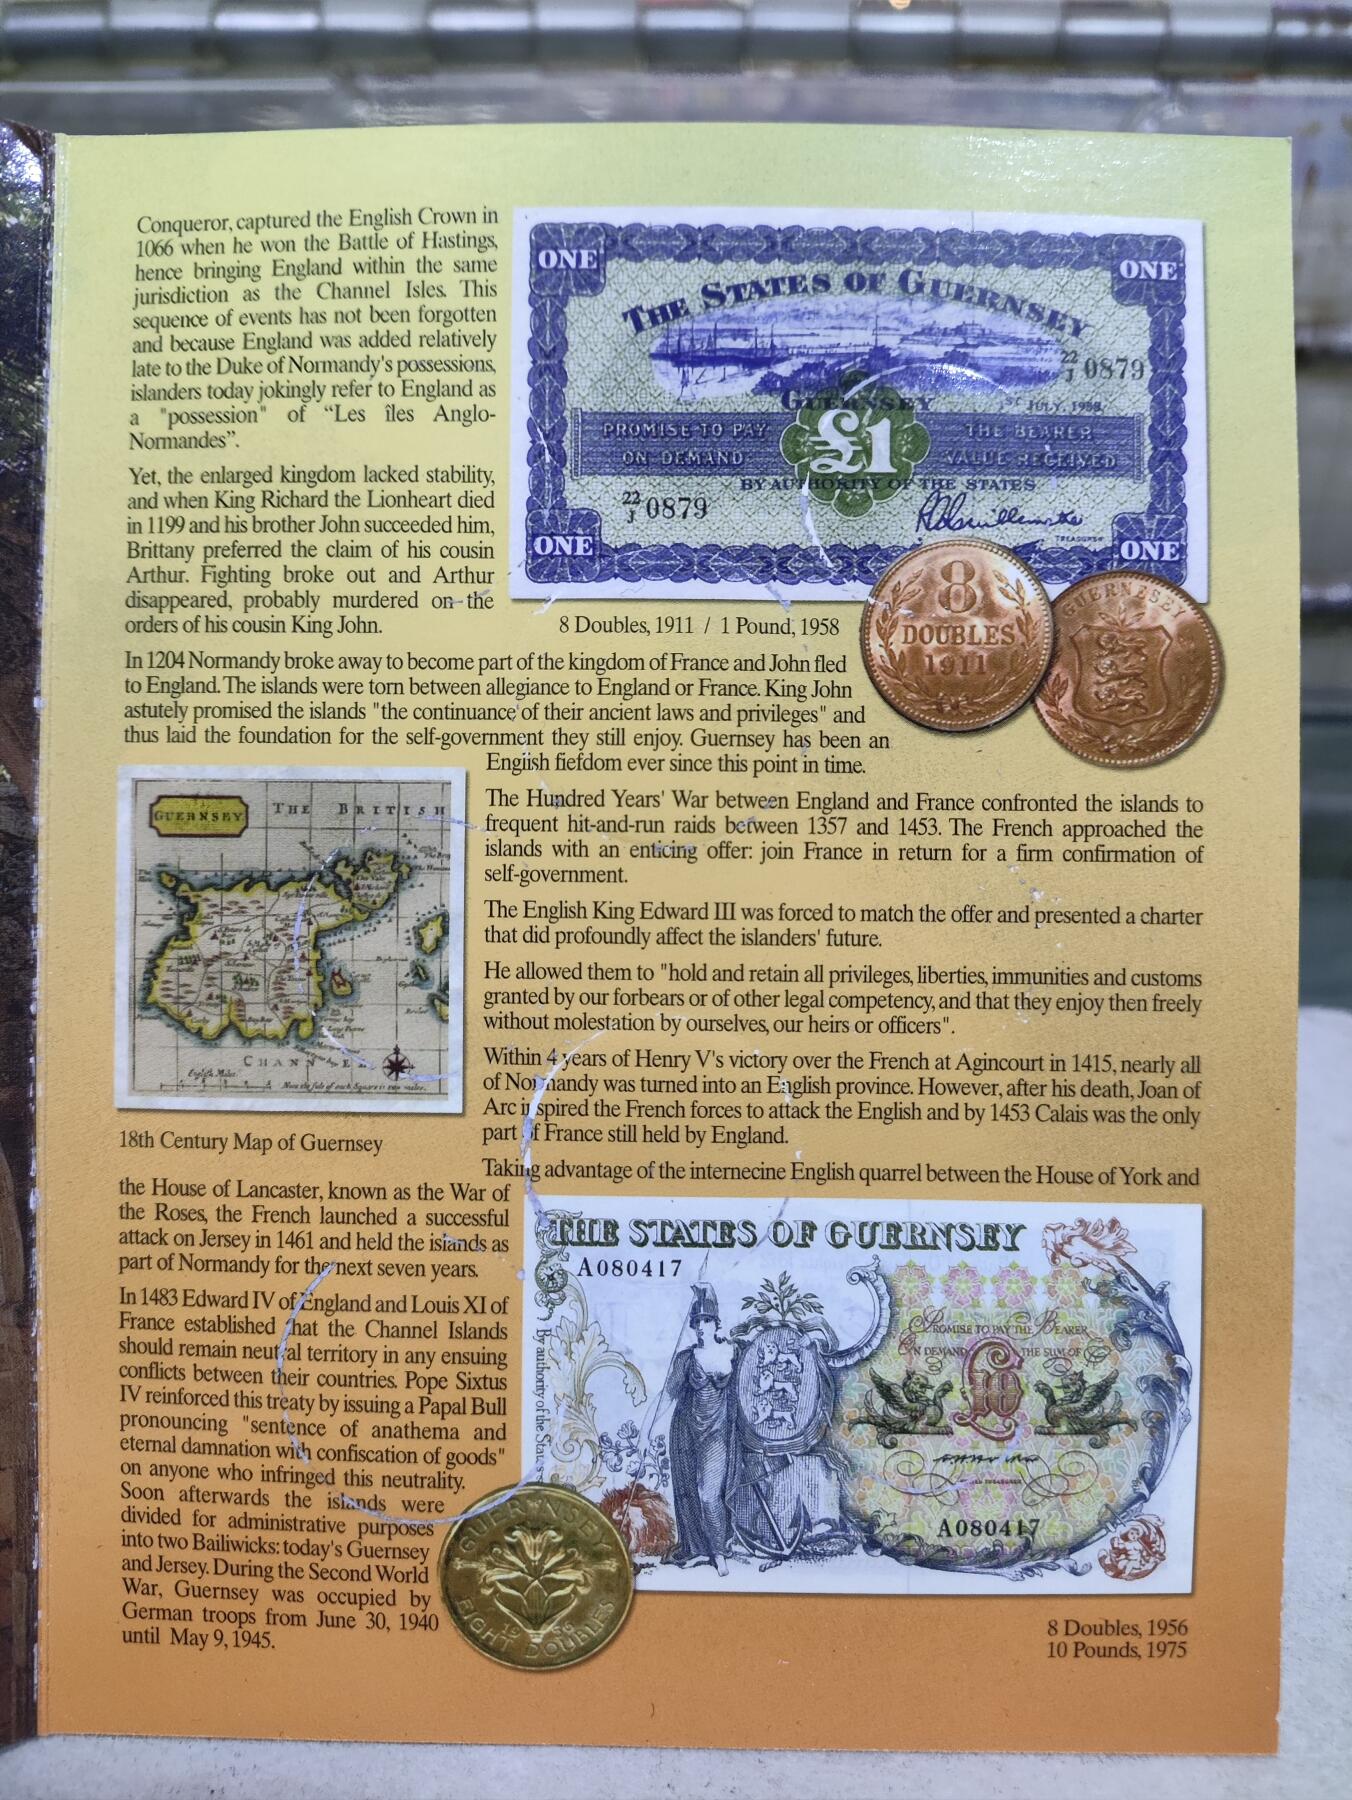 Conqueror, captured the English Crown in
1066 when he won the Battle of Hastings,
hence bringing England within the same
jurisdiction as the Channel Isles. This
sequence of events has not been forgotten
and because England was added relatively
late to the Duke of Normandy's possessions,
islanders today jokingly refer to England as
a "possession" of “Les îles Anglo-
Normandes”.
Yet, the enlarged kingdom lacked stability,
and when King Richard the Lionheart died
in 1199 and his brother John succeeded him,
Brittany preferred the claim of his cousin
Arthur. Fighting broke out and Arthur
disappeared, probably murdered on the
orders of his cousin King John.
ONE
ONE
THE STATES OF GUERNSEY
22/J 0879
GUERNSEY
1ST JULY, 1958.
PROMISE TO PAY
THE BEARER
£1
ON DEMAND
VALUE RECEIVED
BY AUTHORITY OF THE STATES
22/J 0879
TREASURER
ONE
ONE
8 DOUBLES 1911
GUERNESEY
8 Doubles, 1911 / 1 Pound, 1958
In 1204 Normandy broke away to become part of the kingdom of France and John fled
to England. The islands were torn between allegiance to England or France. King John
astutely promised the islands "the continuance of their ancient laws and privileges" and
thus laid the foundation for the self-government they still enjoy. Guernsey has been an
English fiefdom ever since this point in time.
GUERNSEY
THE BRITISH
CHANNEL
English Miles
Note the side of each Square is two miles.
18th Century Map of Guernsey
The Hundred Years' War between England and France confronted the islands to
frequent hit-and-run raids between 1357 and 1453. The French approached the
islands with an enticing offer: join France in return for a firm confirmation of
self-government.
The English King Edward III was forced to match the offer and presented a charter
that did profoundly affect the islanders' future.
He allowed them to "hold and retain all privileges, liberties, immunities and customs
granted by our forbears or of other legal competency, and that they enjoy then freely
without molestation by ourselves, our heirs or officers".
Within 4 years of Henry V's victory over the French at Agincourt in 1415, nearly all
of Normandy was turned into an English province. However, after his death, Joan of
Arc inspired the French forces to attack the English and by 1453 Calais was the only
part of France still held by England.
Taking advantage of the internecine English quarrel between the House of York and
the House of Lancaster, known as the War of
the Roses, the French launched a successful
attack on Jersey in 1461 and held the islands as
part of Normandy for the next seven years.
In 1483 Edward IV of England and Louis XI of
France established that the Channel Islands
should remain neutral territory in any ensuing
conflicts between their countries. Pope Sixtus
IV reinforced this treaty by issuing a Papal Bull
pronouncing "sentence of anathema and
eternal damnation with confiscation of goods"
on anyone who infringed this neutrality.
Soon afterwards the islands were
divided for administrative purposes
into two Bailiwicks: today's Guernsey
and Jersey. During the Second World
War, Guernsey was occupied by
German troops from June 30, 1940
until May 9, 1945.
THE STATES OF GUERNSEY
A080417
By authority of the States
PROMISE TO PAY THE BEARER
ON DEMAND THE SUM OF
£10
A080417
GUERNSEY
1956
EIGHT DOUBLES
8 Doubles, 1956
10 Pounds, 1975